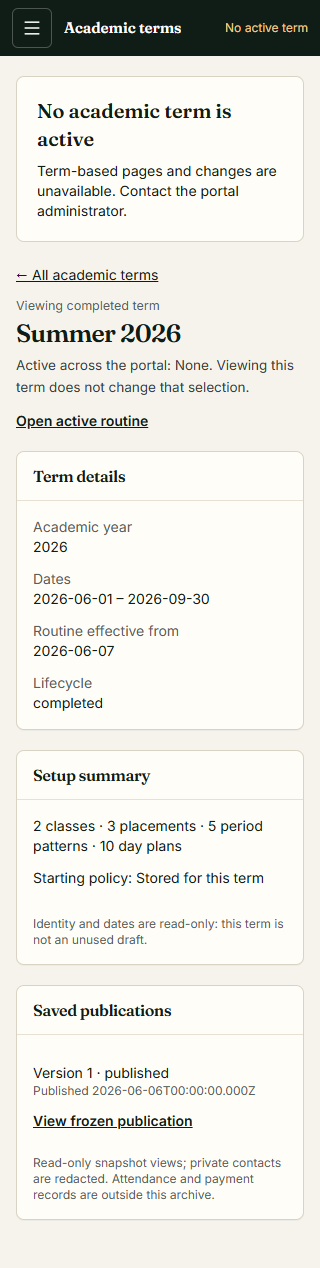 Academic terms
No active term
No academic term is
active
Term-based pages and changes are
unavailable. Contact the portal
administrator.
← All academic terms
Viewing completed term
Summer 2026
Active across the portal: None. Viewing this
term does not change that selection.
Open active routine
Term details
Academic year
2026
Dates
2026-06-01 – 2026-09-30
Routine effective from
2026-06-07
Lifecycle
completed
Setup summary
2 classes · 3 placements · 5 period
patterns · 10 day plans
Starting policy: Stored for this term
Identity and dates are read-only: this term is
not an unused draft.
Saved publications
Version 1 · published
Published 2026-06-06T00:00:00.000Z
View frozen publication
Read-only snapshot views; private contacts
are redacted. Attendance and payment
records are outside this archive.